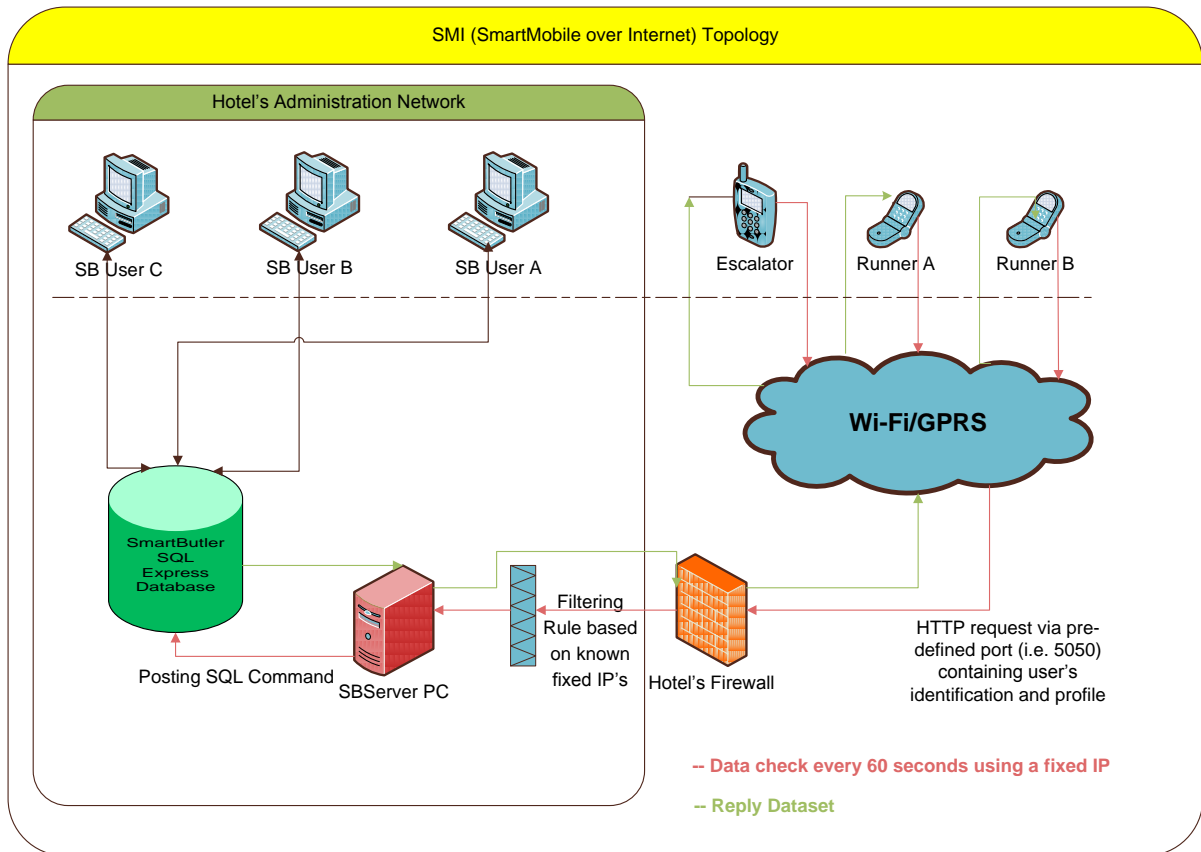 SMI (SmartMobile over Internet) Topology
Hotel's Administration Network
SB User C
SB User B
SB User A
Escalator
Runner A
Runner B
Wi-Fi/GPRS
SmartButler
SQL
Express
Database
Posting SQL Command
SBServer PC
Filtering
Rule based
on known
fixed IP's
Hotel's Firewall
HTTP request via pre-
defined port (i.e. 5050)
containing user's
identification and profile
-- Data check every 60 seconds using a fixed IP
-- Reply Dataset